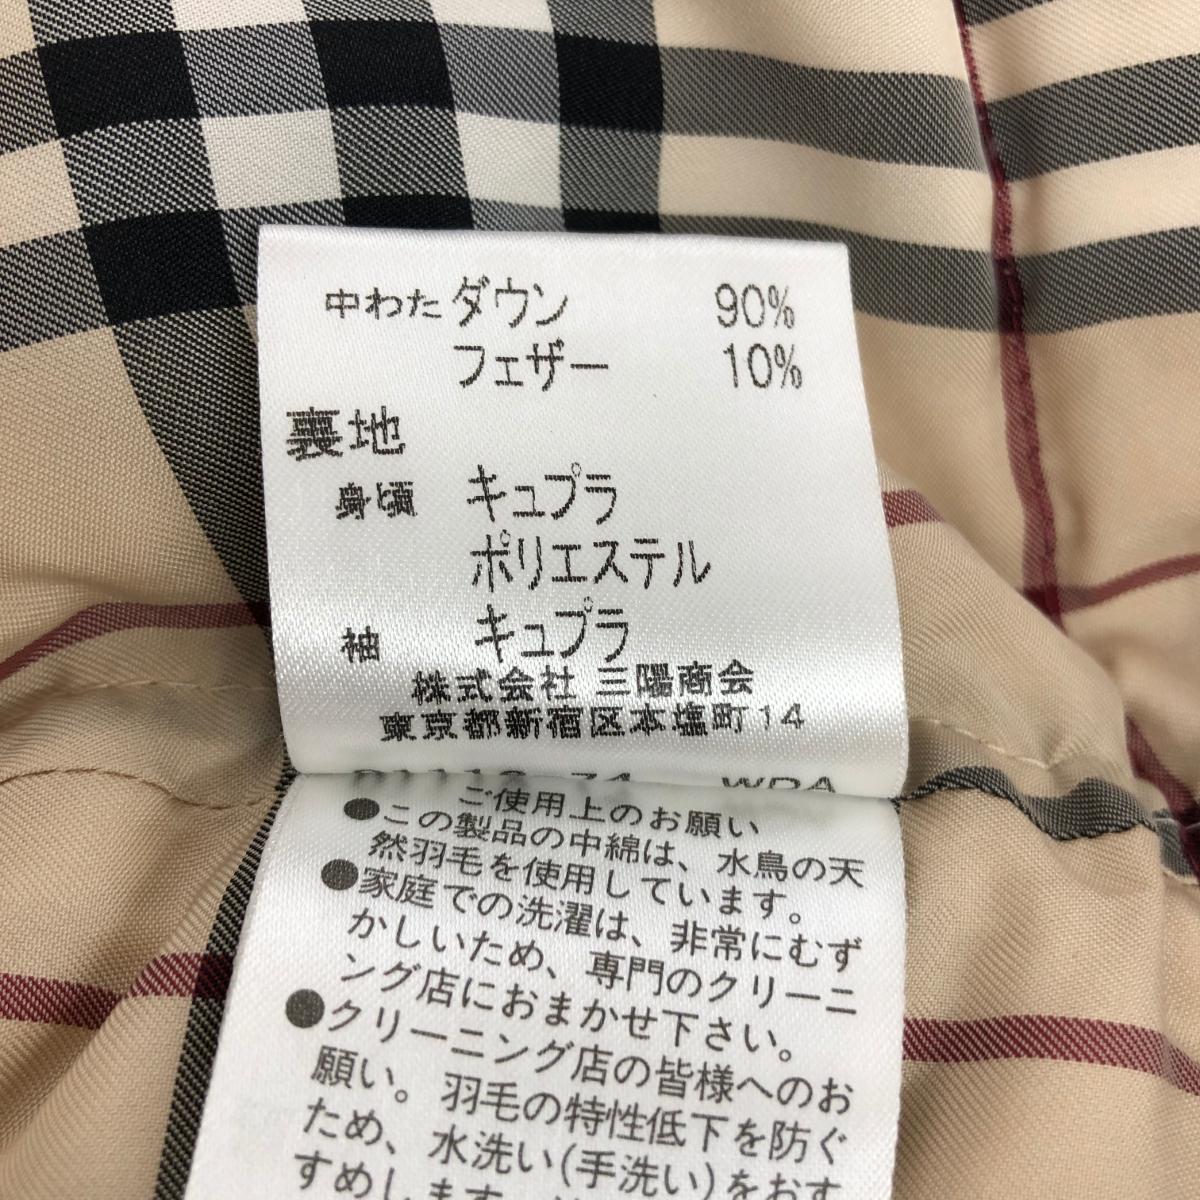 中わた ダウン 90%
フェザー 10%
裏地
身頃 キュプラ
ポリエステル
袖 キュプラ
株式会社 三陽商会
東京都新宿区本塩町14
ご使用上のお願い
●この製品の中綿は、水鳥の天
然羽毛を使用しています。
●家庭での洗濯は、非常にむず
かしいため、専門のクリーニ
ング店におまかせ下さい。
●クリーニング店の皆様へのお
願い。羽毛の特性低下を防ぐ
ため、水洗い(手洗い)をおす
すめします